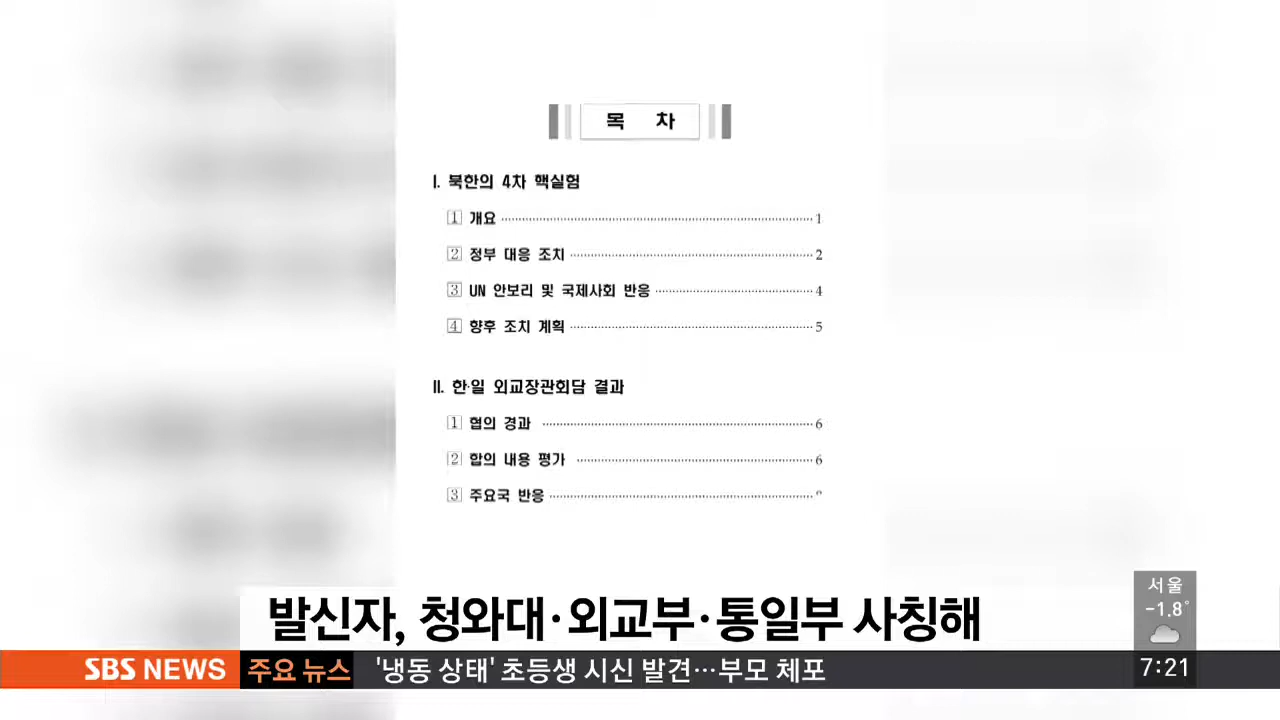 목 차
Ⅰ. 북한의 4차 핵실험
1 개요 1
2 정부 대응 조치 2
3 UN 안보리 및 국제사회 반응 4
4 향후 조치 계획 5
Ⅱ. 한·일 외교장관회담 결과
1 협의 경과 6
2 합의 내용 평가 6
3 주요국 반응
발신자, 청와대·외교부·통일부 사칭해
서울
-1.8°
SBS NEWS 주요 뉴스 '냉동 상태' 초등생 시신 발견…부모 체포 7:21